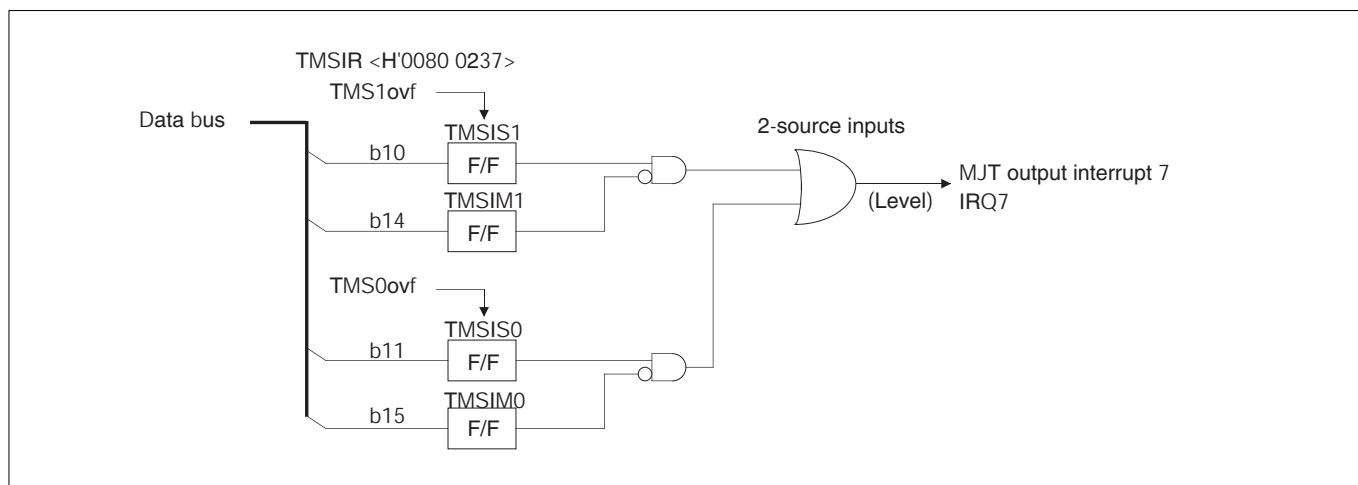 TMSIR <H'0080 0237>
TMS1ovf
Data bus
TMSIS1
2-source inputs
b10
F/F
MJT output interrupt 7
TMSIM1
(Level)
IRQ7
b14
F/F
TMS0ovf
TMSIS0
b11
F/F
TMSIM0
b15
F/F